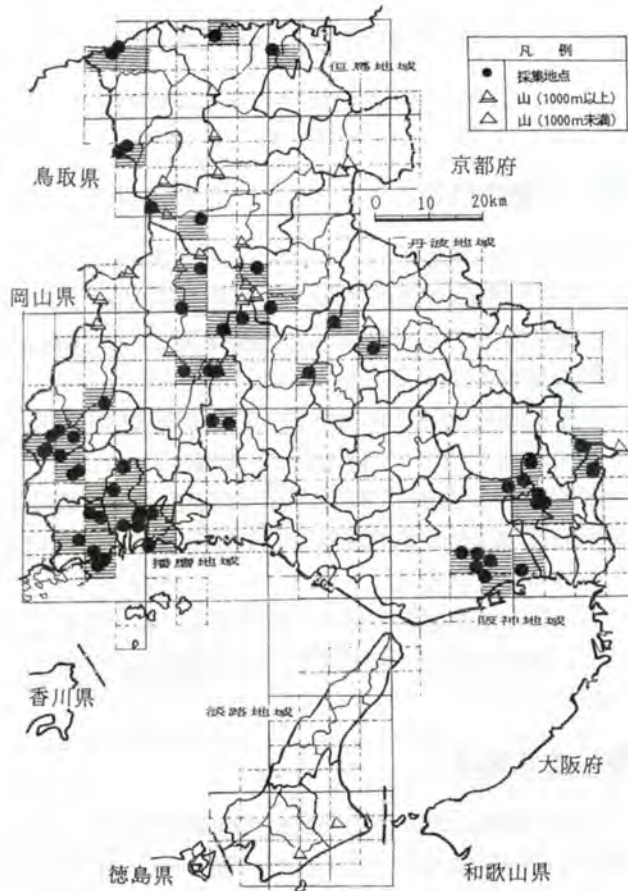 但馬地域
凡 例
採集地点
山(1000m以上)
山(1000m未満)
鳥取県
京都府
0 10 20km
丹波地域
岡山県
播磨地域
阪神地域
香川県
淡路地域
大阪府
徳島県
和歌山県